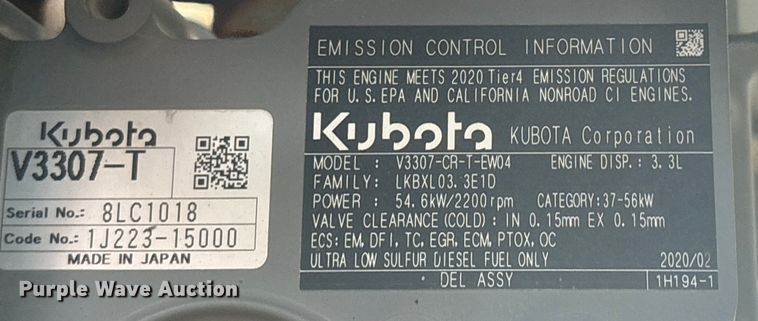 Kubota
V3307-T
Serial No.: 8LC1018
Code No.: 1J223-15000
MADE IN JAPAN
EMISSION CONTROL INFORMATION
THIS ENGINE MEETS 2020 Tier4 EMISSION REGULATIONS
FOR U.S. EPA AND CALIFORNIA NONROAD CI ENGINES.
Kubota KUBOTA Corporation
MODEL : V3307-CR-T-EW04 ENGINE DISP.: 3.3L
FAMILY: LKBXL03.3E1D
POWER : 54.6kW/2200rpm CATEGORY:37-56kW
VALVE CLEARANCE(COLD): IN 0.15mm EX 0.15mm
ECS: EM, DFI, TC, EGR, ECM, PTOX, OC
ULTRA LOW SULFUR DIESEL FUEL ONLY 2020/02
DEL ASSY 1H194-1
Purple Wave Auction